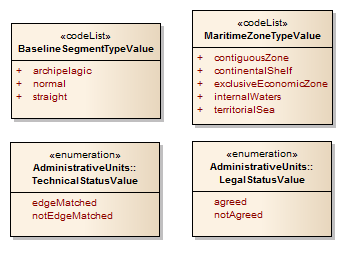 «codeList»
BaselineSegmentTypeValue
+ archipelagic
+ normal
+ straight
«codeList»
MaritimeZoneTypeValue
+ contiguousZone
+ continentalShelf
+ exclusiveEconomicZone
+ internalWaters
+ territorialSea
«enumeration»
AdministrativeUnits::
TechnicalStatusValue
edgeMatched
notEdgeMatched
«enumeration»
AdministrativeUnits::
LegalStatusValue
agreed
notAgreed